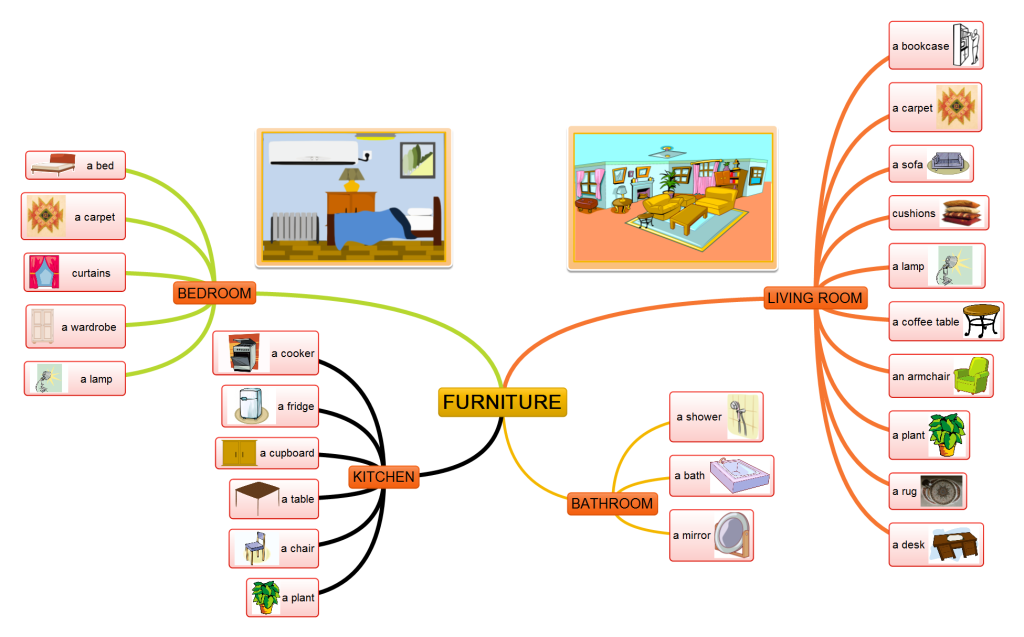 FURNITURE
BEDROOM
a bed
a carpet
curtains
a wardrobe
a lamp
KITCHEN
a cooker
a fridge
a cupboard
a table
a chair
a plant
BATHROOM
a shower
a bath
a mirror
LIVING ROOM
a bookcase
a carpet
a sofa
cushions
a lamp
a coffee table
an armchair
a plant
a rug
a desk